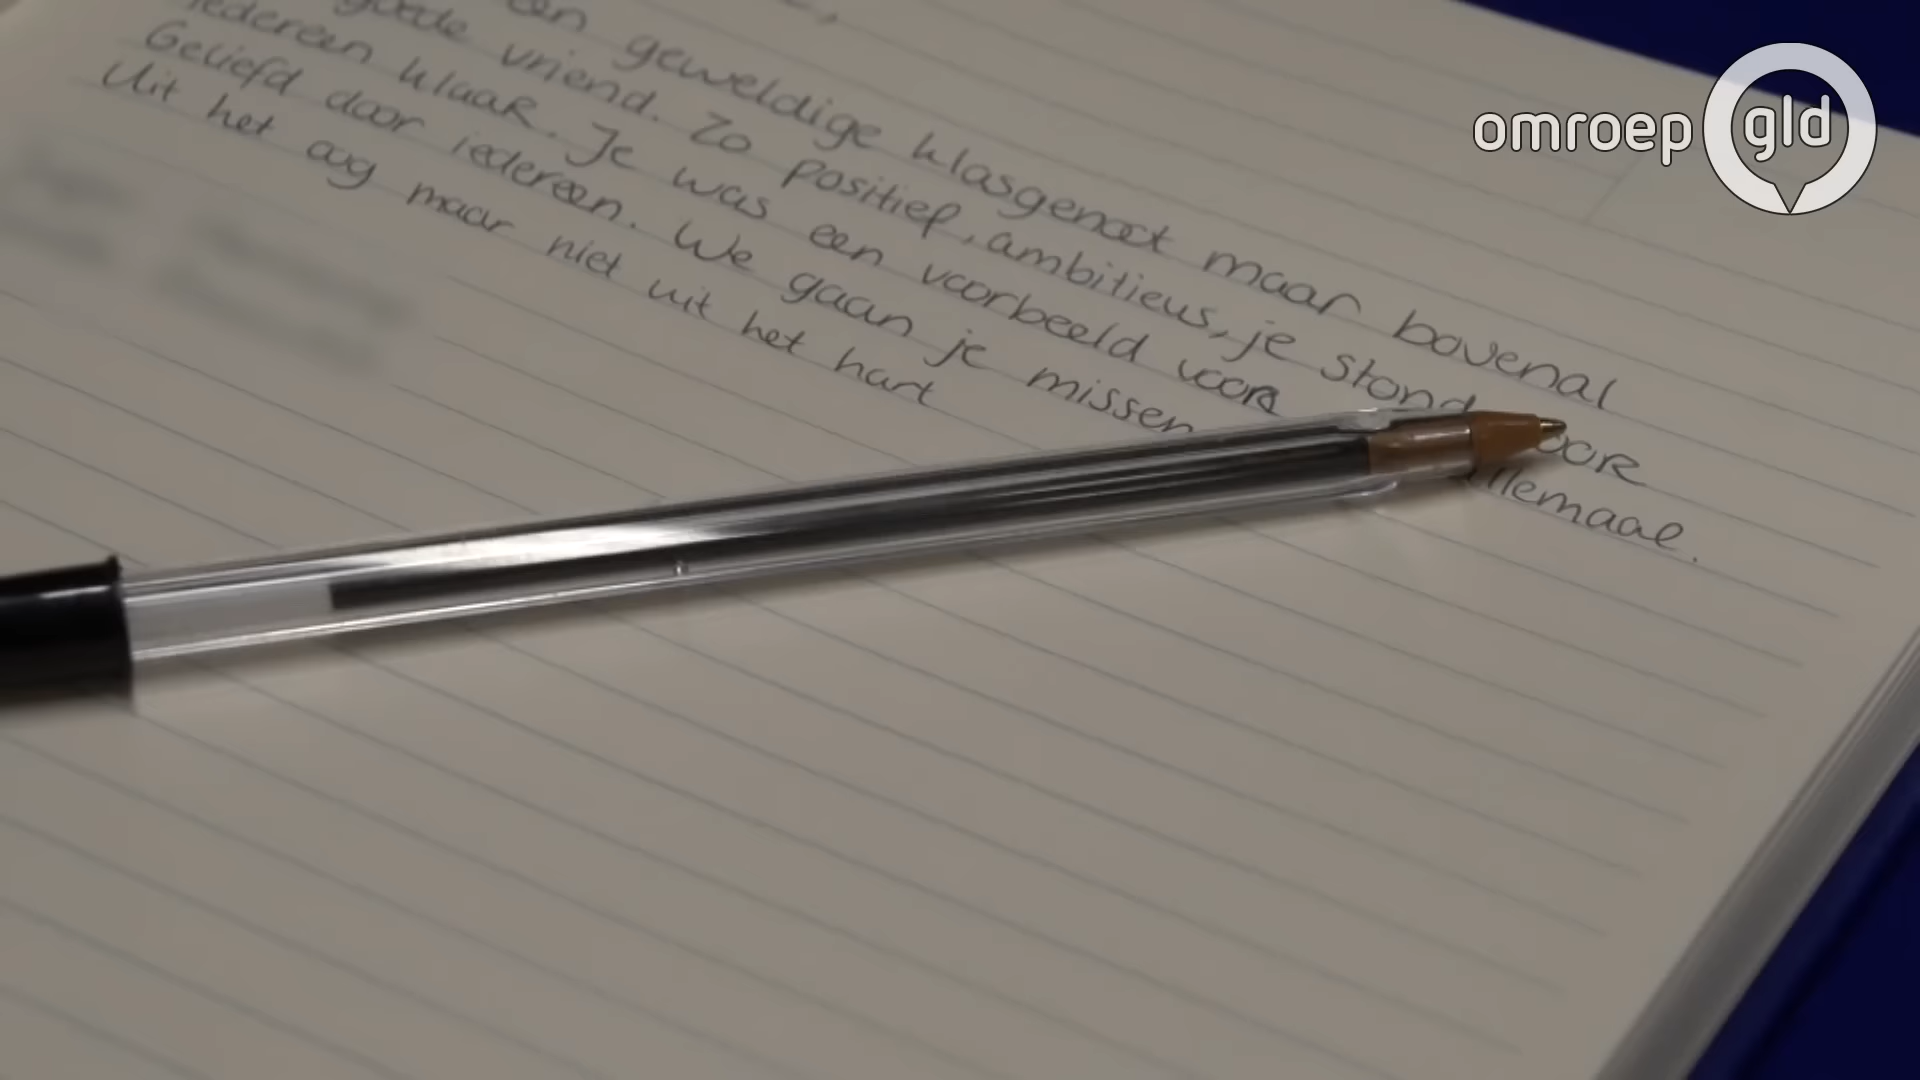 een geweldige klasgenoot maar bovenal
goede vriend. Zo positief, ambitieus, je stond voor
iedereen klaar. Je was een voorbeeld voor allemaal.
Geliefd door iedereen. We gaan je missen
Uit het oog maar niet uit het hart
omroep gld